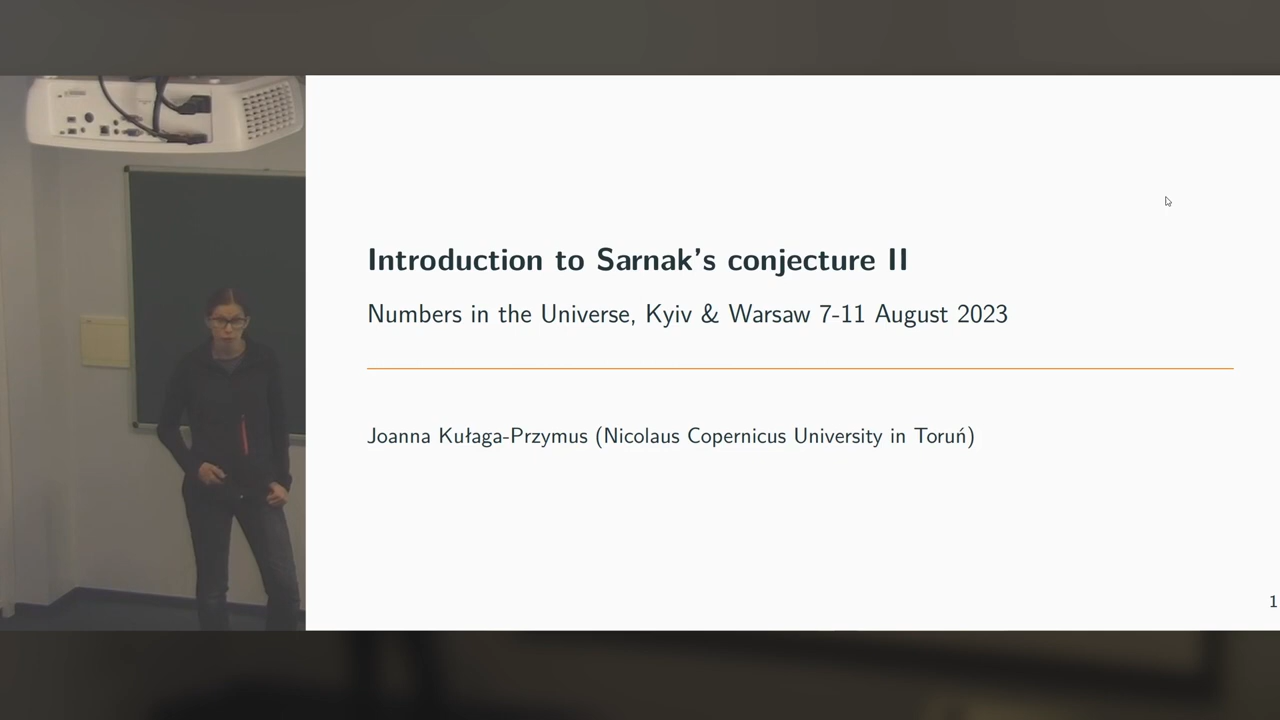 Introduction to Sarnak's conjecture II
Numbers in the Universe, Kyiv & Warsaw 7-11 August 2023
Joanna Kułaga-Przymus (Nicolaus Copernicus University in Toruń)
1